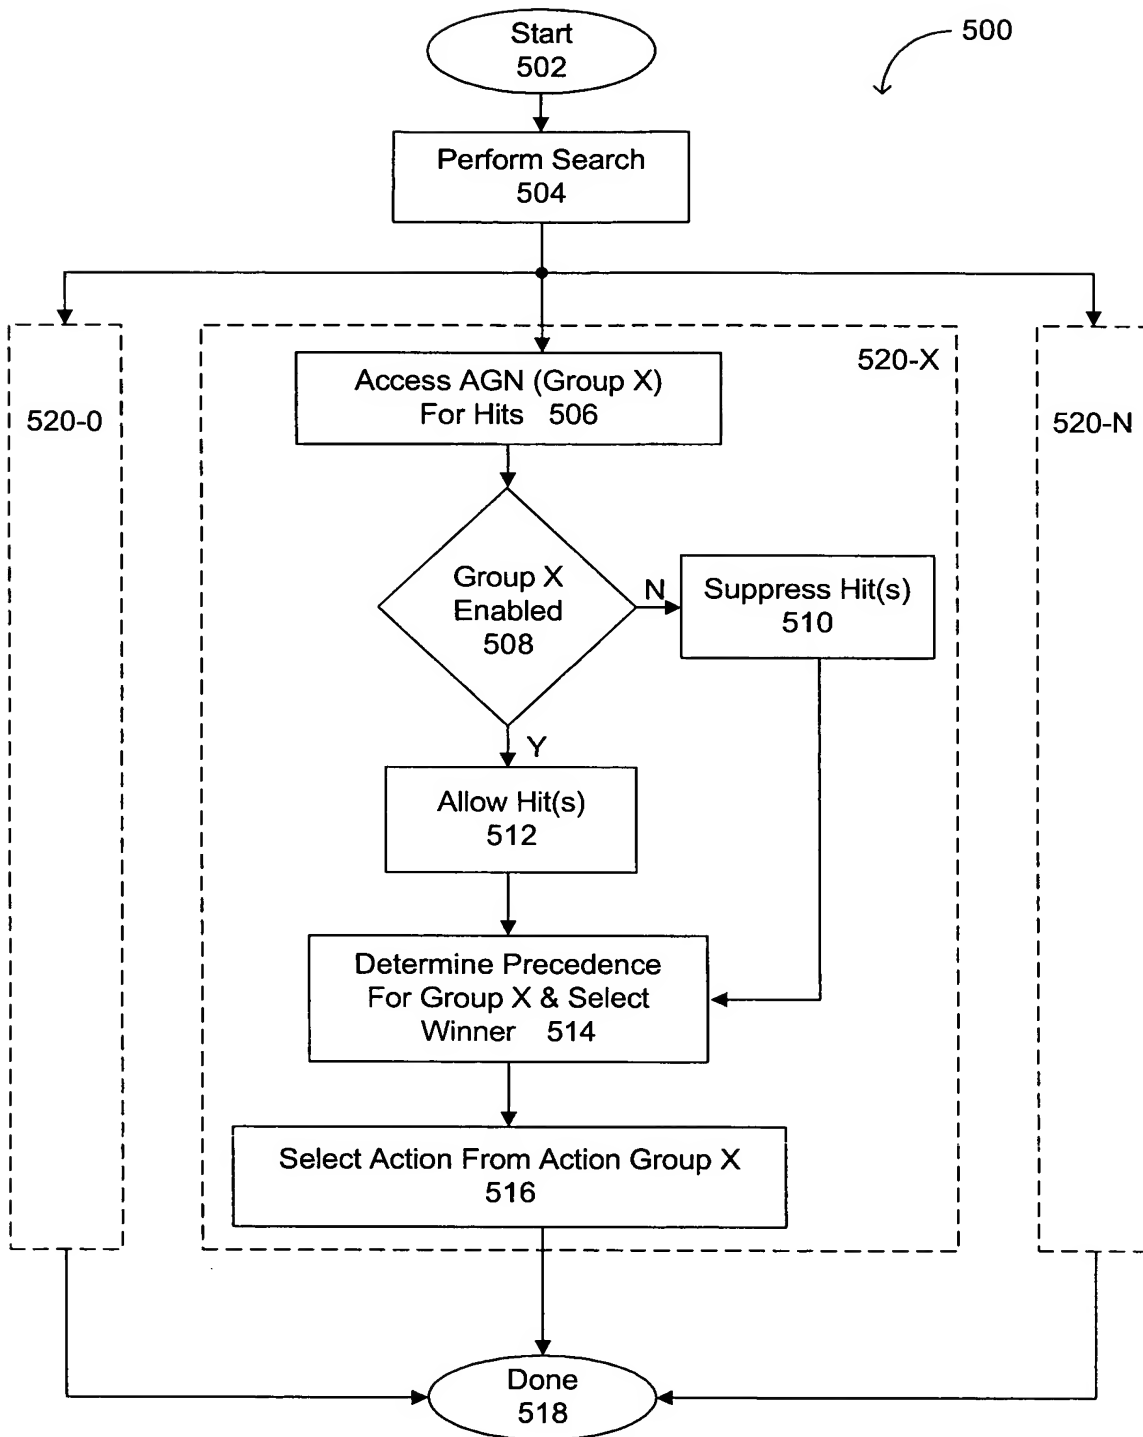 Start
502
500
Perform Search
504
520-0
520-X
520-N
Access AGN (Group X)
For Hits 506
Group X
Enabled
508
N
Suppress Hit(s)
510
Y
Allow Hit(s)
512
Determine Precedence
For Group X & Select
Winner 514
Select Action From Action Group X
516
Done
518